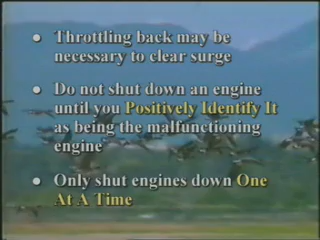 ● Throttling back may be
necessary to clear surge
● Do not shut down an engine
until you Positively Identify It
as being the malfunctioning
engine
● Only shut engines down One
At A Time